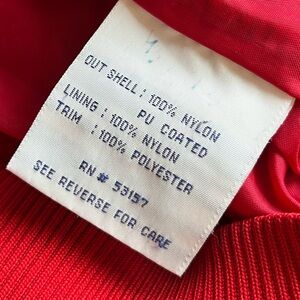 OUT SHELL: 100% NYLON
PU COATED
LINING: 100% NYLON
TRIM : 100% POLYESTER
RN # 53157
SEE REVERSE FOR CARE